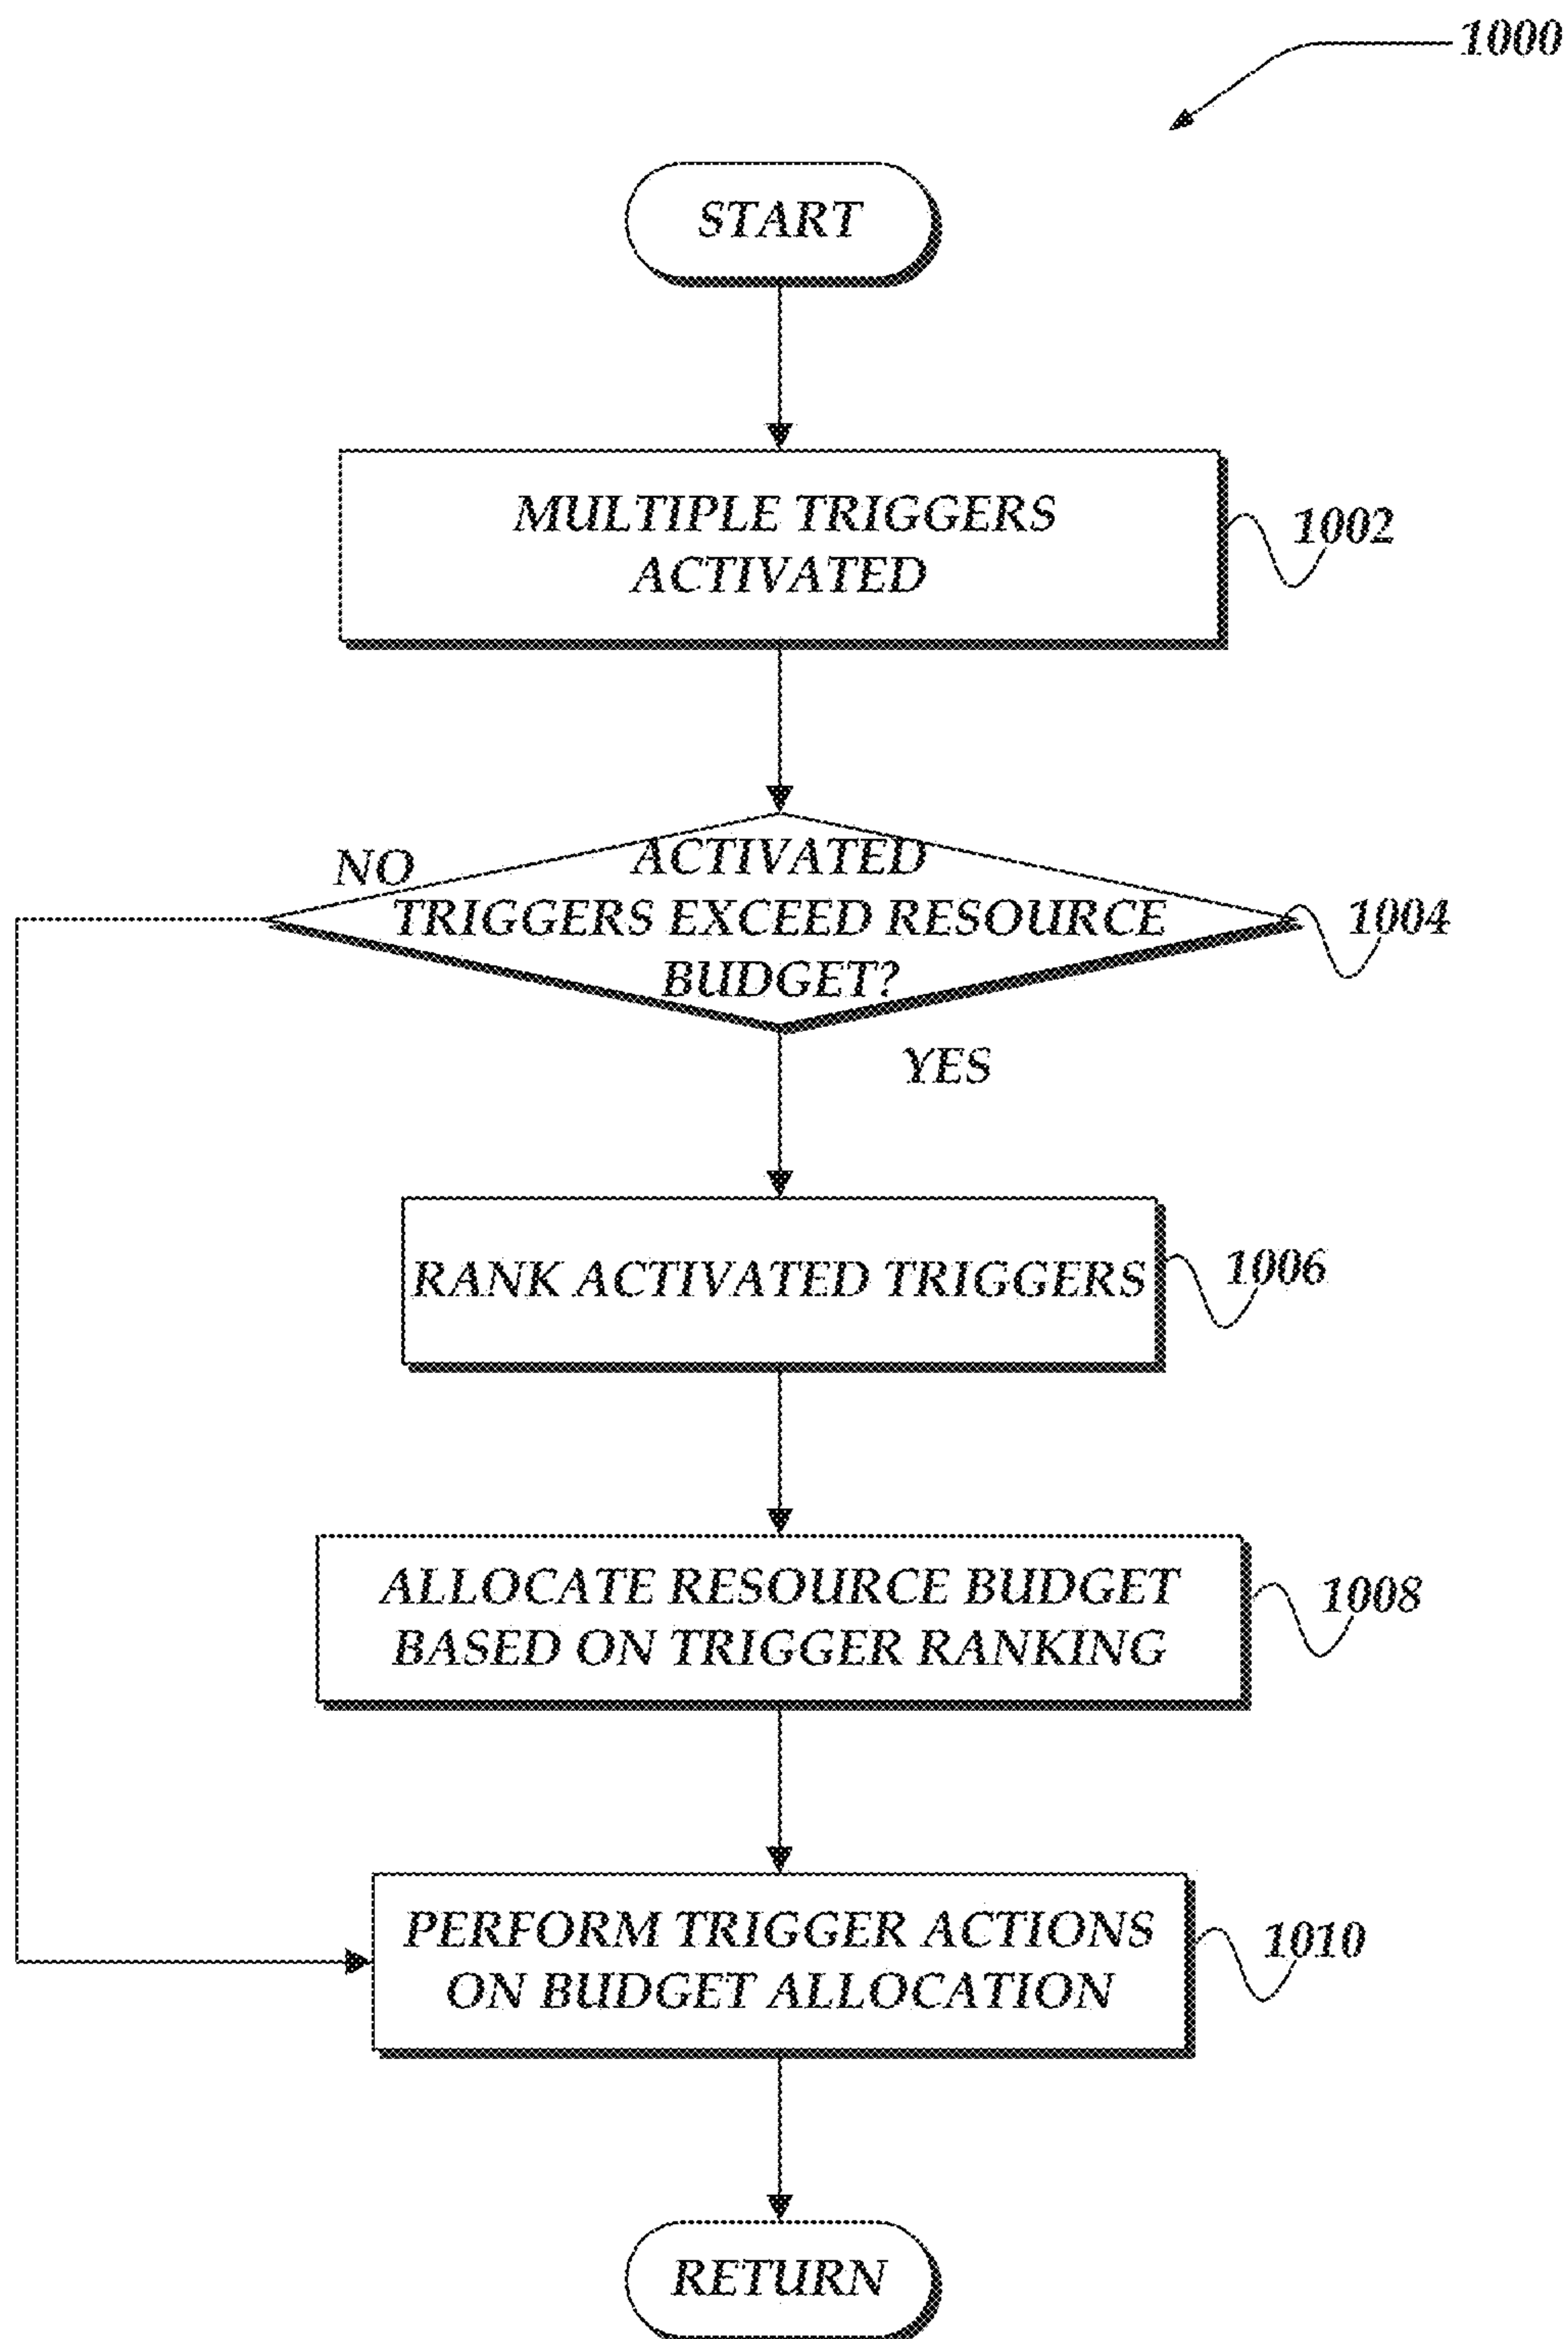 1000
START
MULTIPLE TRIGGERS
ACTIVATED
1002
NO
ACTIVATED
TRIGGERS EXCEED RESOURCE
BUDGET?
1004
YES
RANK ACTIVATED TRIGGERS
1006
ALLOCATE RESOURCE BUDGET
BASED ON TRIGGER RANKING
1008
PERFORM TRIGGER ACTIONS
ON BUDGET ALLOCATION
1010
RETURN